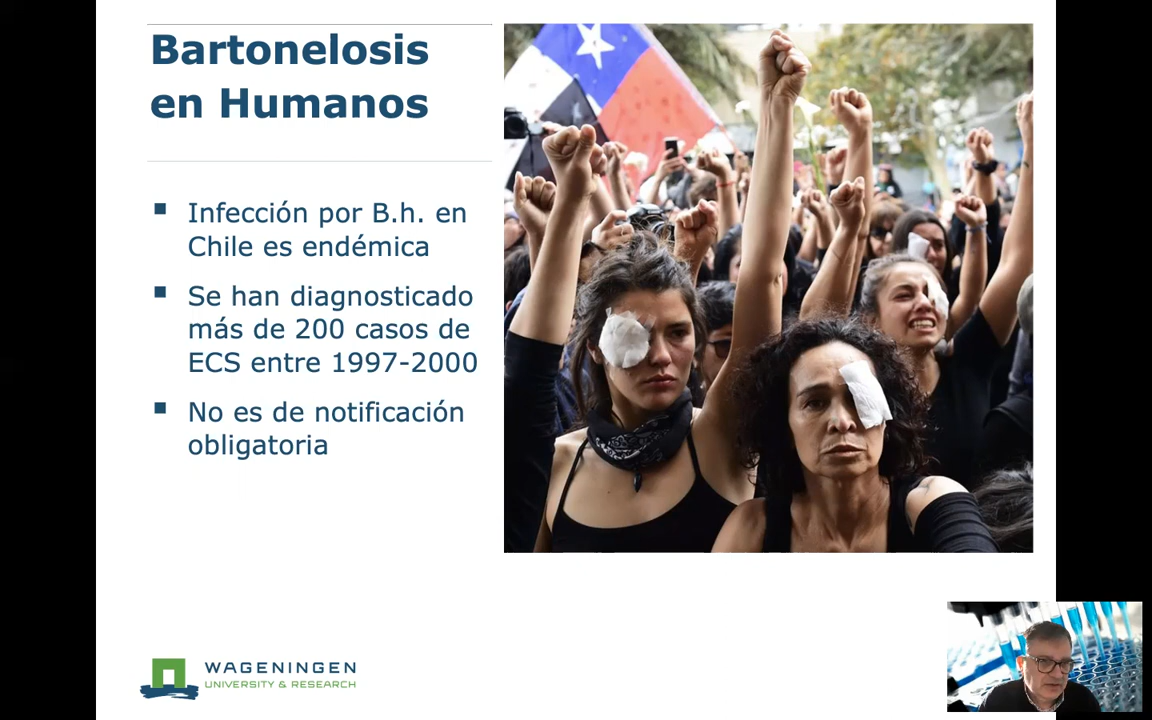 Bartonelosis
en Humanos
Infección por B.h. en
Chile es endémica
Se han diagnosticado
más de 200 casos de
ECS entre 1997-2000
No es de notificación
obligatoria
WAGENINGEN
UNIVERSITY & RESEARCH